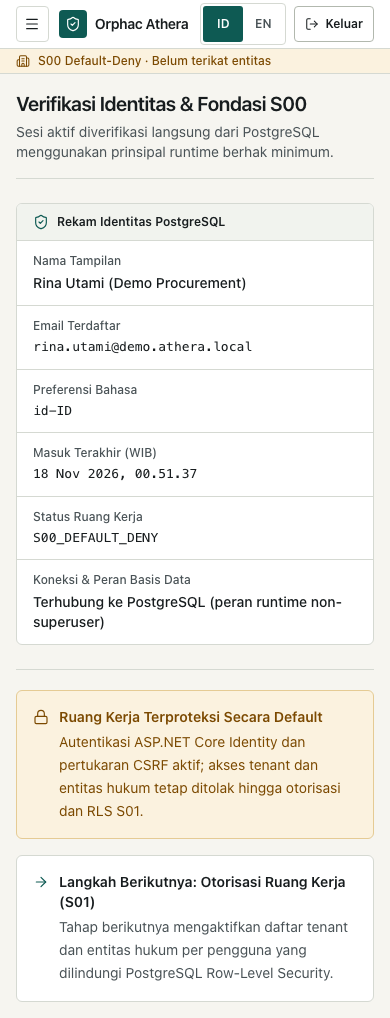 Orphac Athera
ID
EN
Keluar
S00 Default-Deny · Belum terikat entitas
Verifikasi Identitas & Fondasi S00
Sesi aktif diverifikasi langsung dari PostgreSQL
menggunakan prinsipal runtime berhak minimum.
Rekam Identitas PostgreSQL
Nama Tampilan
Rina Utami (Demo Procurement)
Email Terdaftar
rina.utami@demo.athera.local
Preferensi Bahasa
id-ID
Masuk Terakhir (WIB)
18 Nov 2026, 00.51.37
Status Ruang Kerja
S00_DEFAULT_DENY
Koneksi & Peran Basis Data
Terhubung ke PostgreSQL (peran runtime non-
superuser)
Ruang Kerja Terproteksi Secara Default
Autentikasi ASP.NET Core Identity dan
pertukaran CSRF aktif; akses tenant dan
entitas hukum tetap ditolak hingga otorisasi
dan RLS S01.
Langkah Berikutnya: Otorisasi Ruang Kerja
(S01)
Tahap berikutnya mengaktifkan daftar tenant
dan entitas hukum per pengguna yang
dilindungi PostgreSQL Row-Level Security.